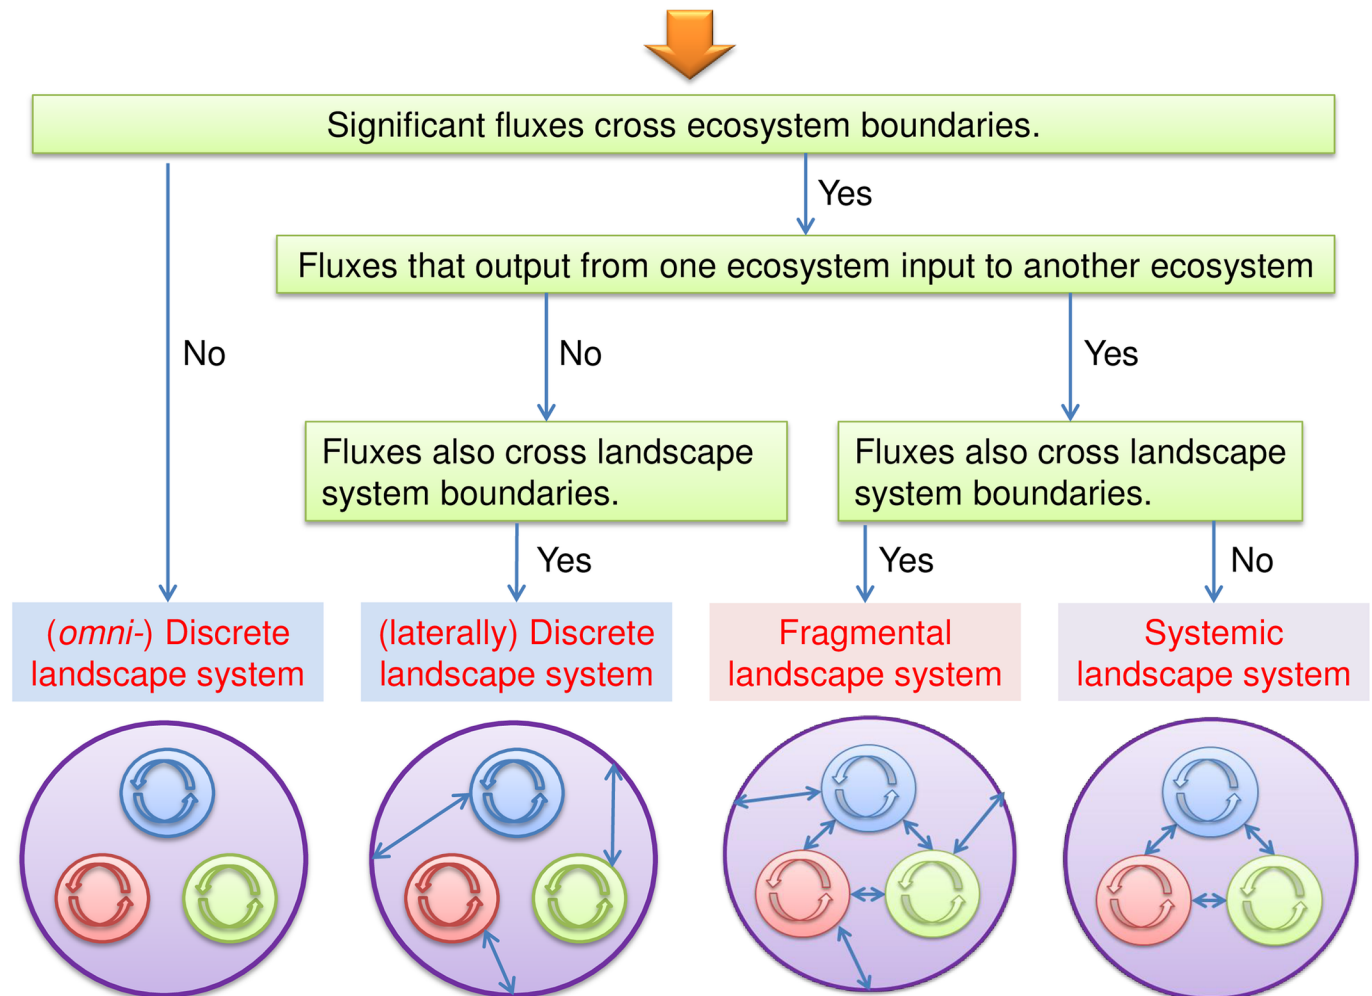 Significant fluxes cross ecosystem boundaries.
Yes
Fluxes that output from one ecosystem input to another ecosystem
No
No
Yes
Fluxes also cross landscape
system boundaries.
Fluxes also cross landscape
system boundaries.
Yes
Yes
No
(omni-) Discrete
landscape system
(laterally) Discrete
landscape system
Fragmental
landscape system
Systemic
landscape system